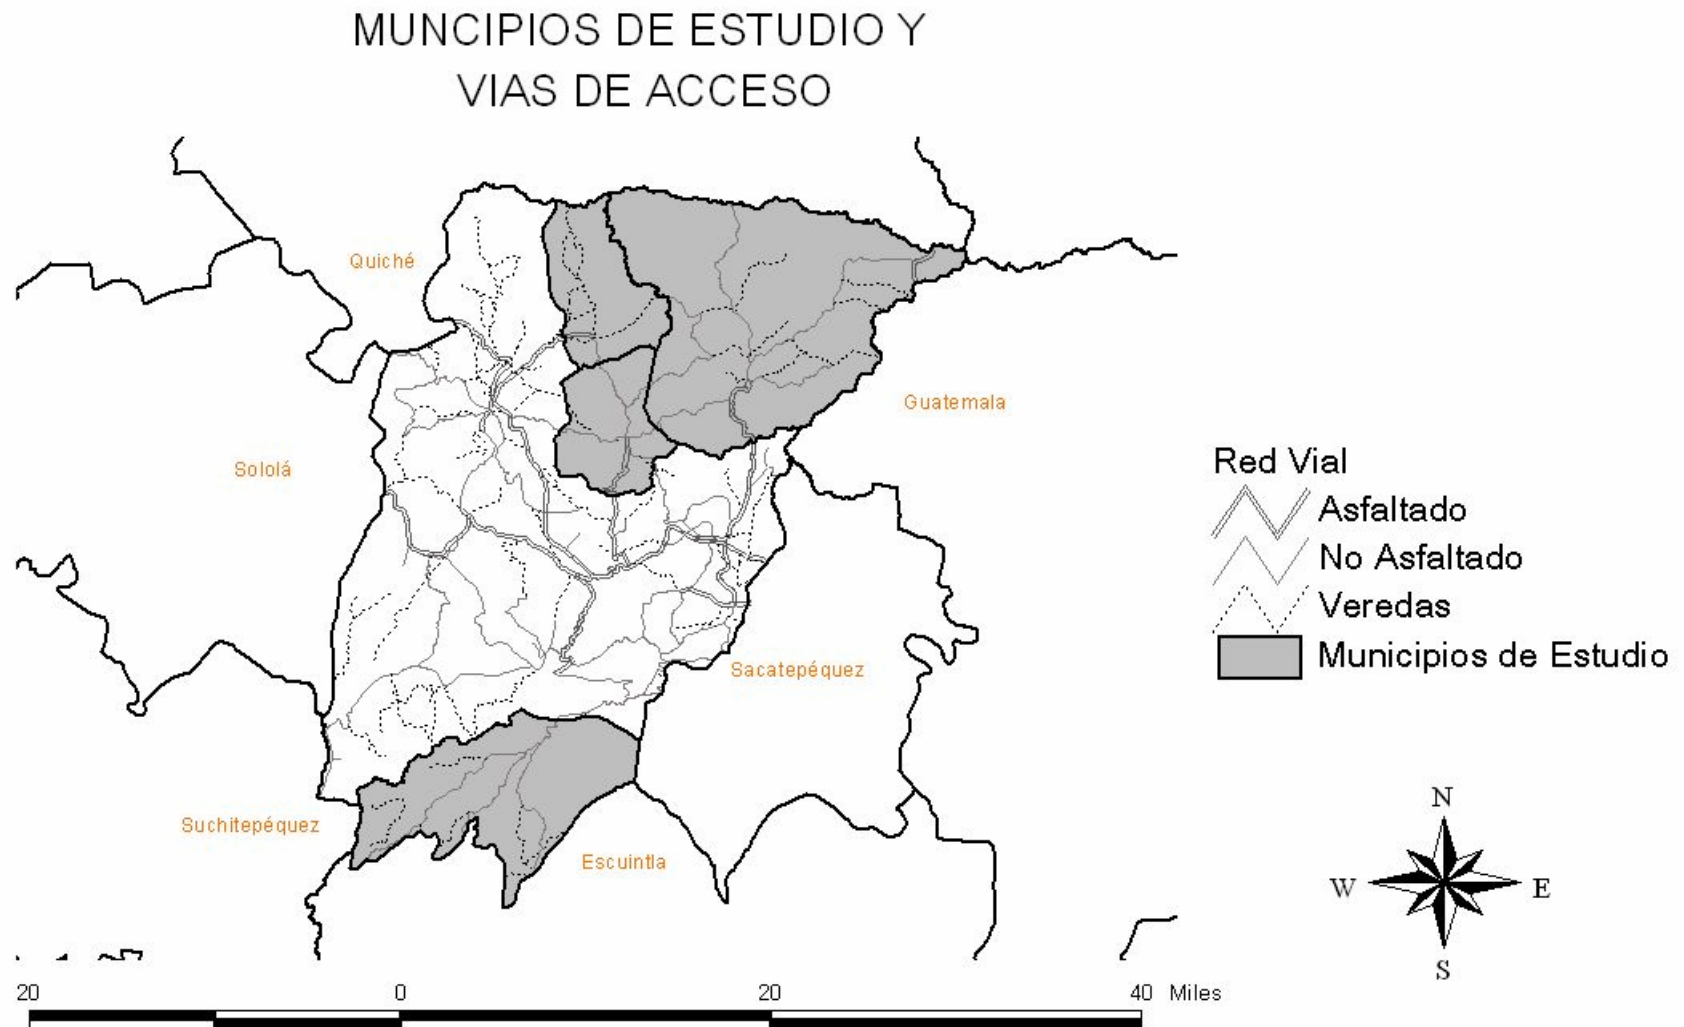 MUNCIPIOS DE ESTUDIO Y
VIAS DE ACCESO
Quiché
Guatemala
Sololá
Red Vial
Asfaltado
No Asfaltado
Veredas
Municipios de Estudio
Sacatepéquez
Suchitepéquez
Escuintla
N
W E
S
20 0 20 40 Miles